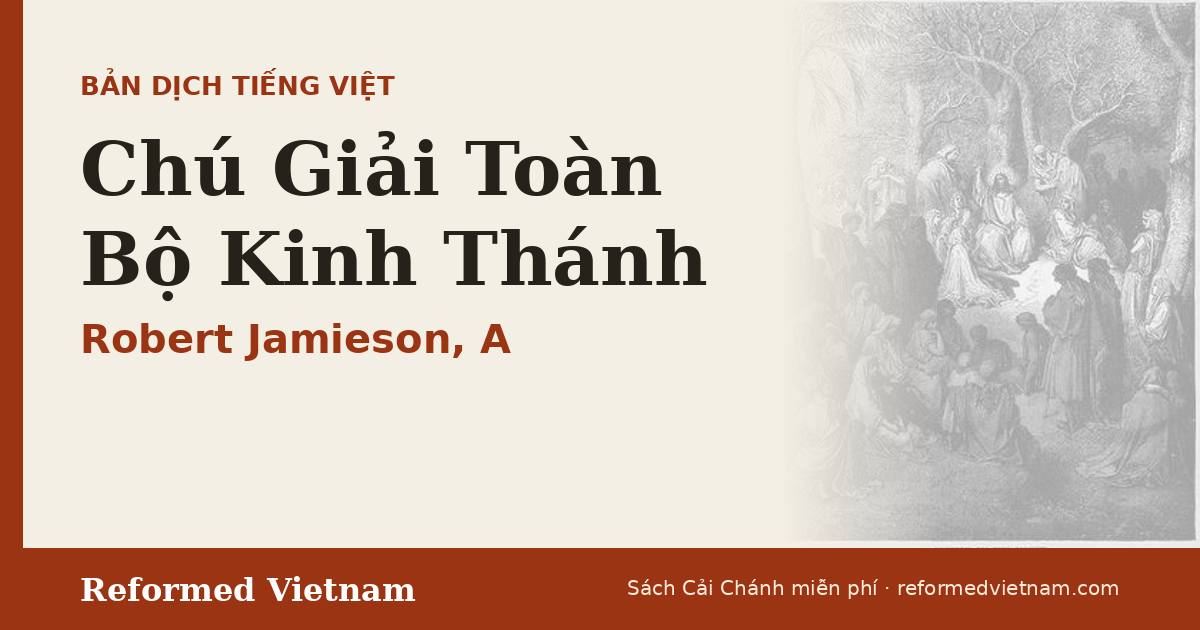 BẢN DỊCH TIẾNG VIỆT
Chú Giải Toàn
Bộ Kinh Thánh
Robert Jamieson, A
Reformed Vietnam
Sách Cải Chánh miễn phí · reformedvietnam.com